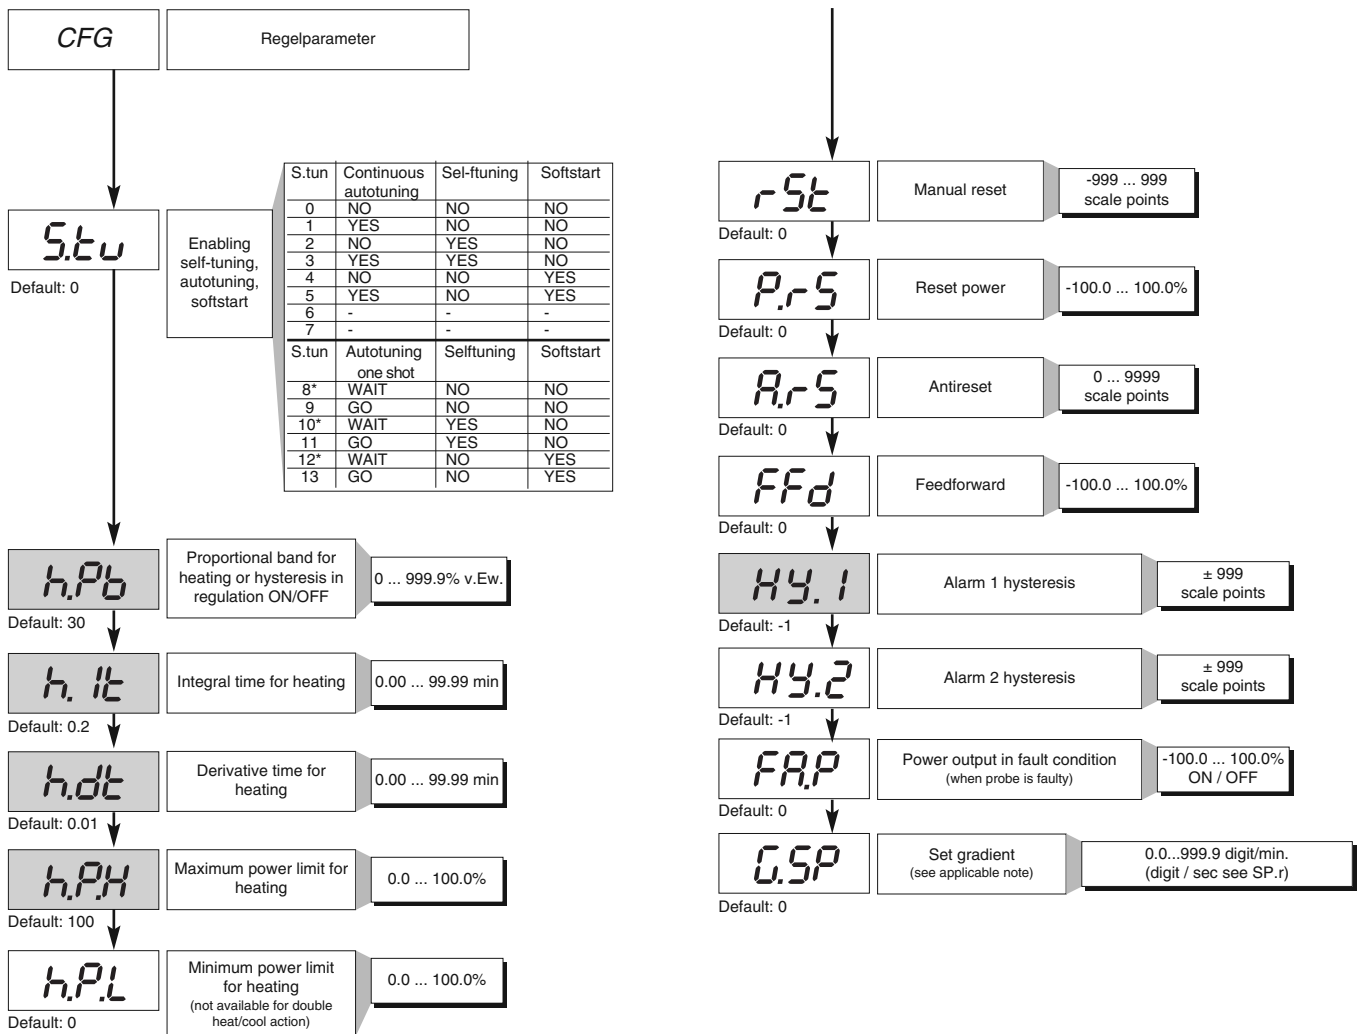 CFG
Regelparameter
S.tu
Default: 0
Enabling
self-tuning,
autotuning,
softstart
S.tun Continuous autotuning Sel-ftuning Softstart
0 NO NO NO
1 YES NO NO
2 NO YES NO
3 YES YES NO
4 NO NO YES
5 YES NO YES
6 - - -
7 - - -
S.tun Autotuning one shot Selftuning Softstart
8* WAIT NO NO
9 GO NO NO
10* WAIT YES NO
11 GO YES NO
12* WAIT NO YES
13 GO NO YES
h.Pb
Default: 30
Proportional band for
heating or hysteresis in
regulation ON/OFF
0 ... 999.9% v.Ew.
h.It
Default: 0.2
Integral time for heating
0.00 ... 99.99 min
h.dt
Default: 0.01
Derivative time for
heating
0.00 ... 99.99 min
h.P.H
Default: 100
Maximum power limit for
heating
0.0 ... 100.0%
h.P.L
Default: 0
Minimum power limit
for heating
(not available for double
heat/cool action)
0.0 ... 100.0%
rSt
Default: 0
Manual reset
-999 ... 999
scale points
P.rS
Default: 0
Reset power
-100.0 ... 100.0%
A.rS
Default: 0
Antireset
0 ... 9999
scale points
FFd
Default: 0
Feedforward
-100.0 ... 100.0%
HY.1
Default: -1
Alarm 1 hysteresis
± 999
scale points
HY.2
Default: -1
Alarm 2 hysteresis
± 999
scale points
FA.P
Default: 0
Power output in fault condition
(when probe is faulty)
-100.0 ... 100.0%
ON / OFF
G.SP
Default: 0
Set gradient
(see applicable note)
0.0...999.9 digit/min.
(digit / sec see SP.r)